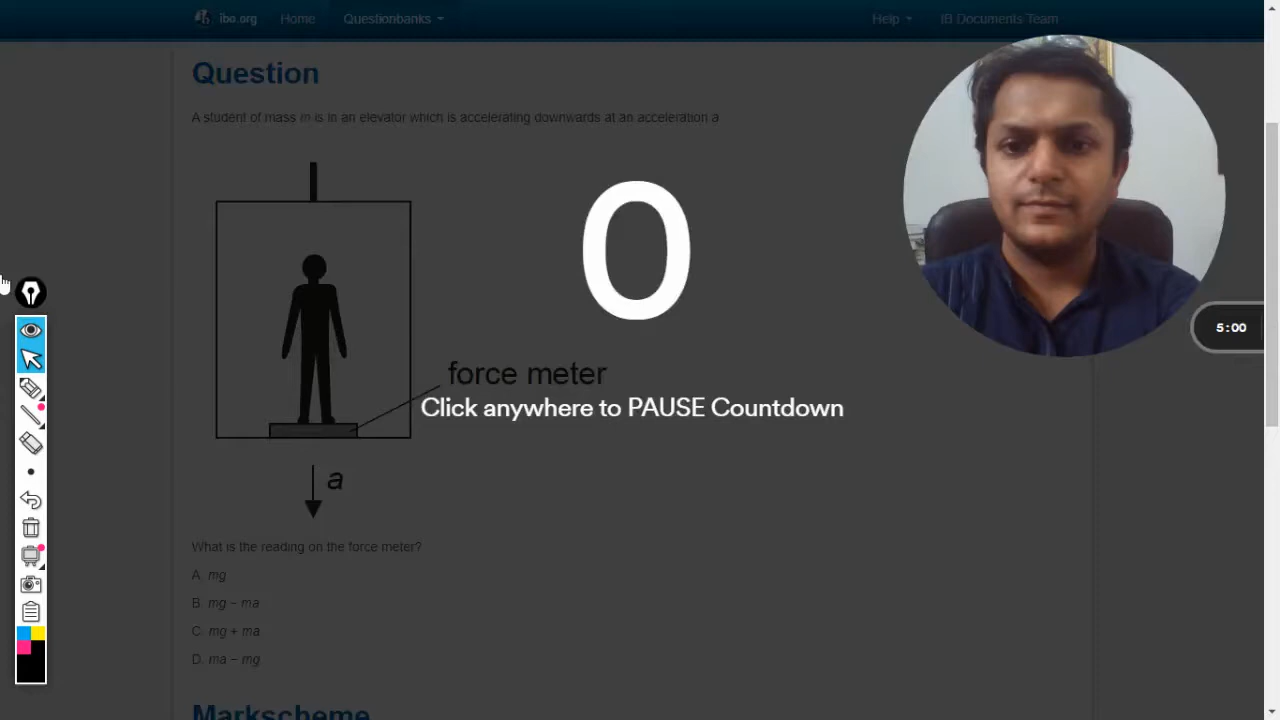 ibo.org Home Questionbanks Help IB Documents Team
Question
A student of mass m is in an elevator which is accelerating downwards at an acceleration a
0
5:00
force meter
Click anywhere to PAUSE Countdown
a
What is the reading on the force meter?
A. mg
B. mg – ma
C. mg + ma
D. ma – mg
Markscheme